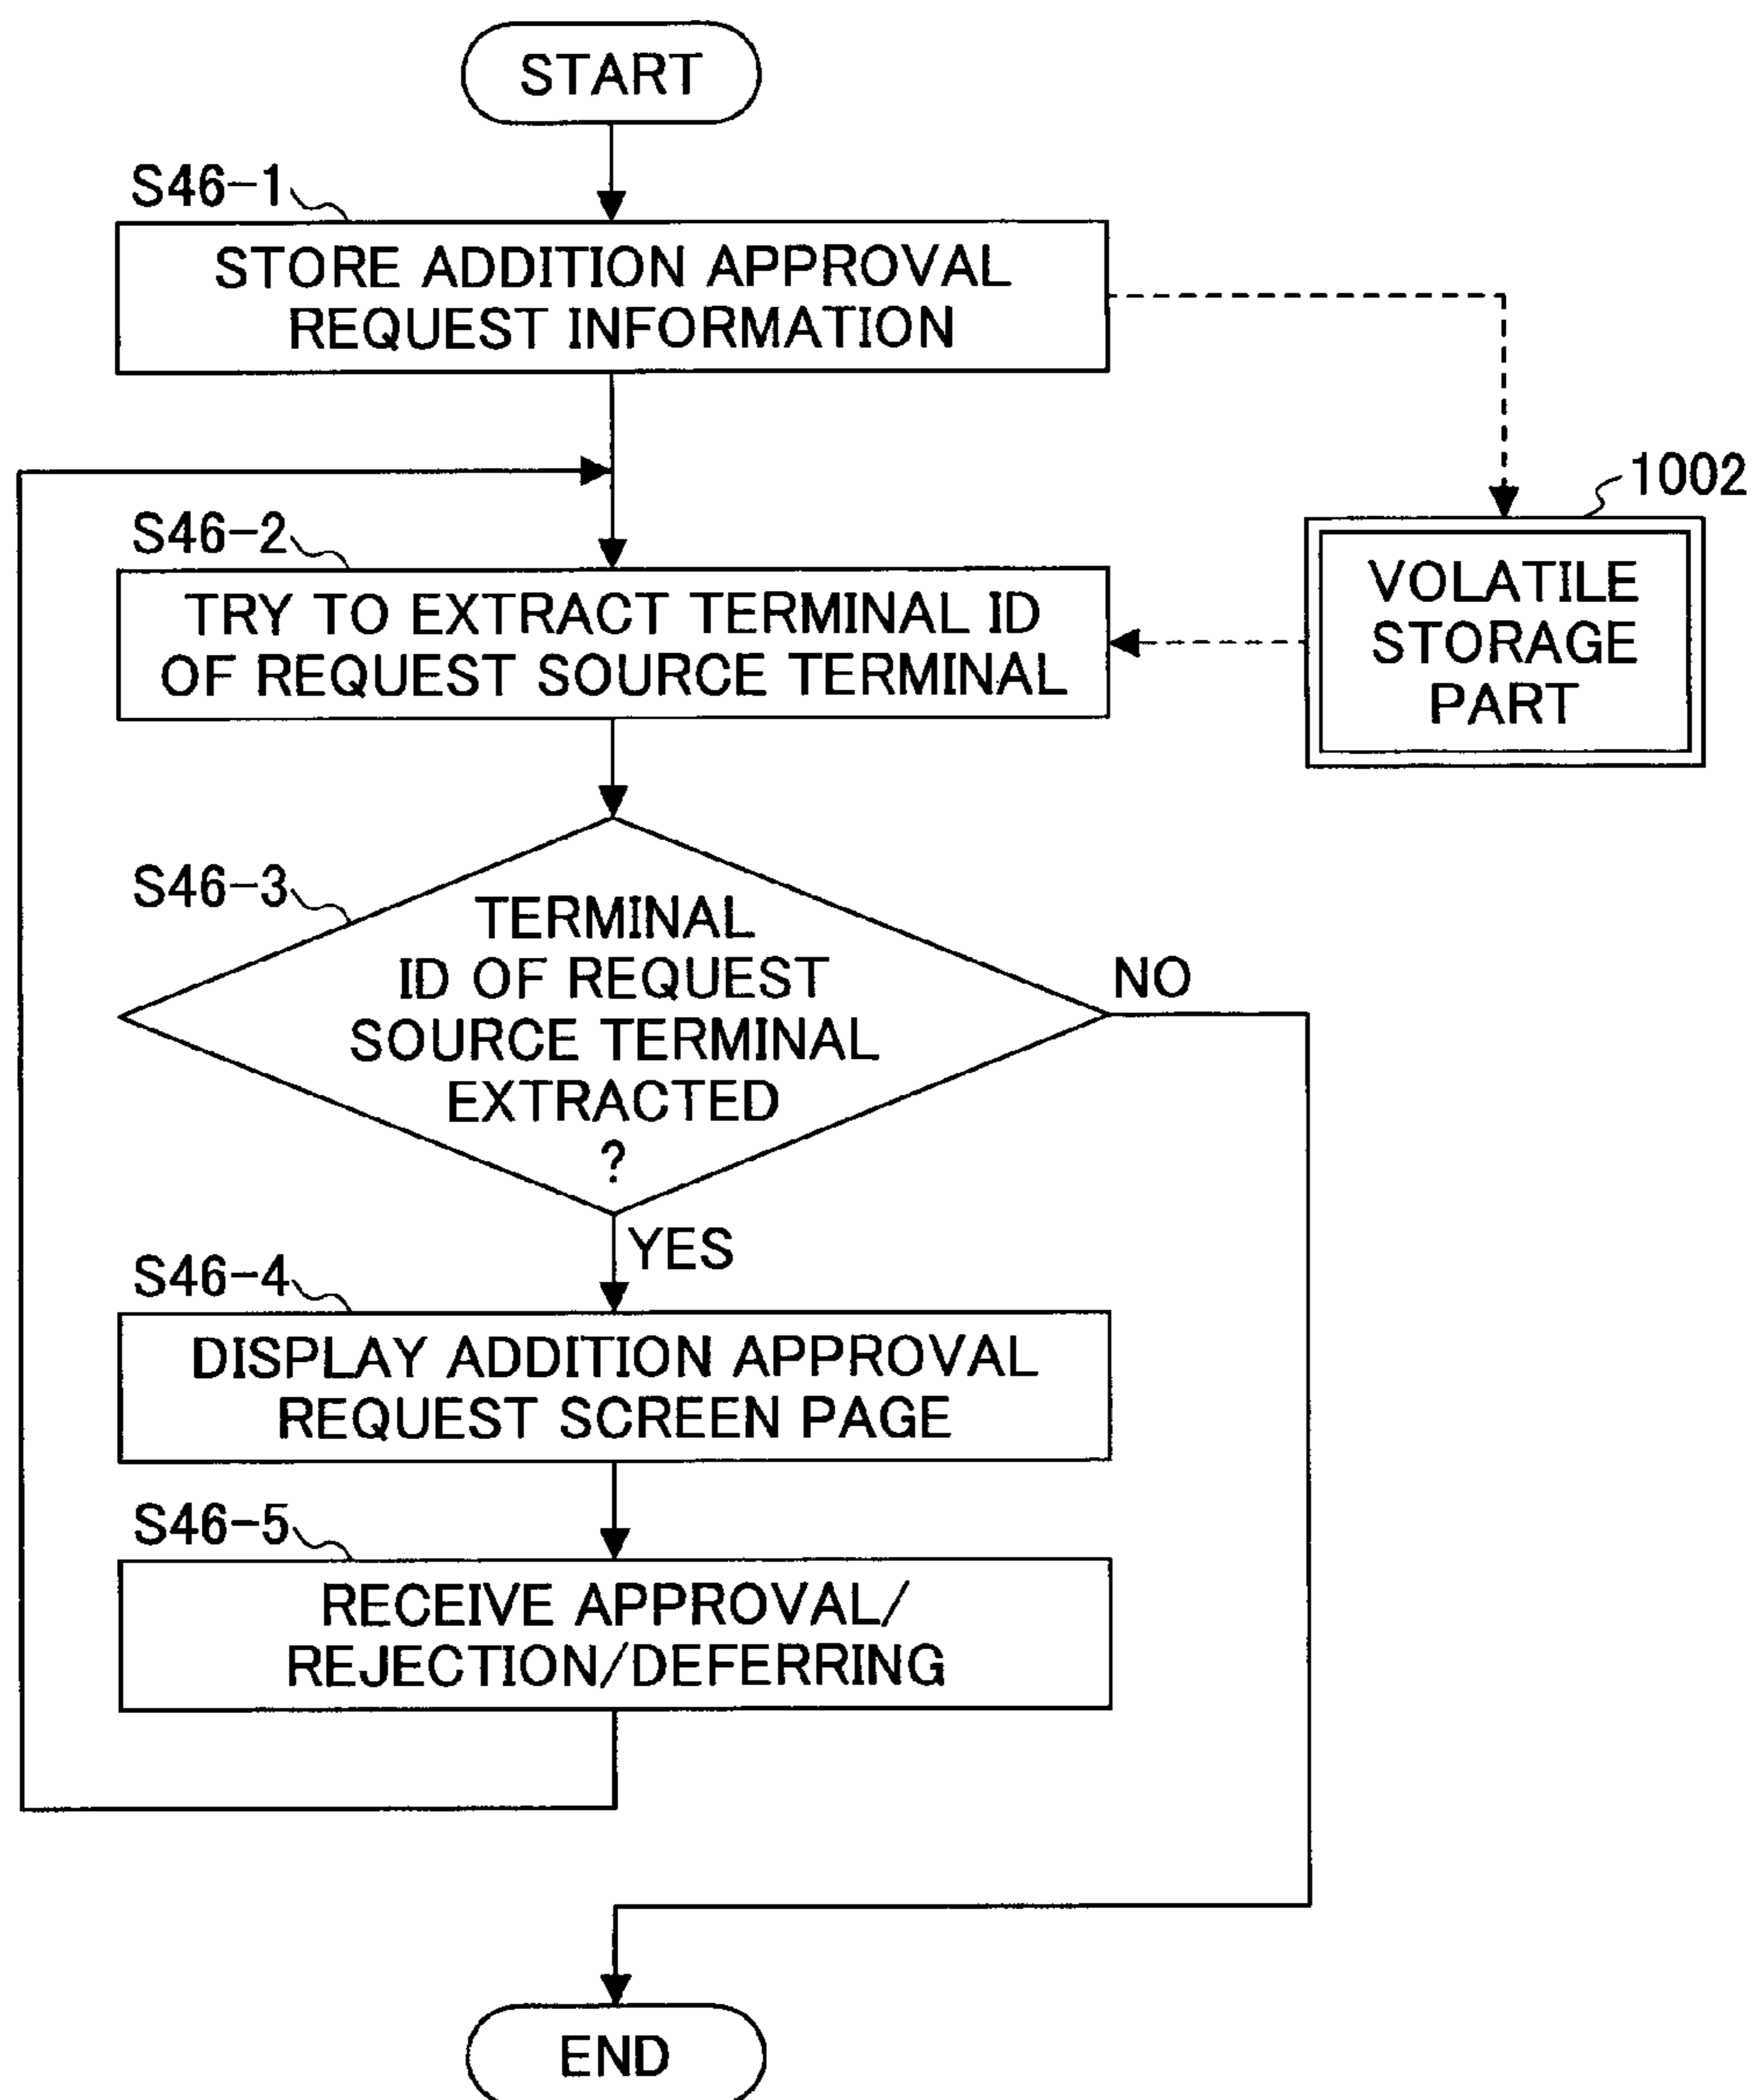 START
S46-1
STORE ADDITION APPROVAL
REQUEST INFORMATION
1002
VOLATILE
STORAGE
PART
S46-2
TRY TO EXTRACT TERMINAL ID
OF REQUEST SOURCE TERMINAL
S46-3
TERMINAL
ID OF REQUEST
SOURCE TERMINAL
EXTRACTED
?
NO
YES
S46-4
DISPLAY ADDITION APPROVAL
REQUEST SCREEN PAGE
S46-5
RECEIVE APPROVAL/
REJECTION/DEFERRING
END